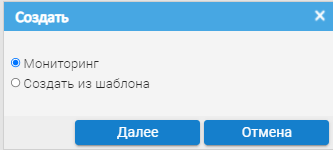 Создать
Мониторинг
Создать из шаблона
Далее
Отмена